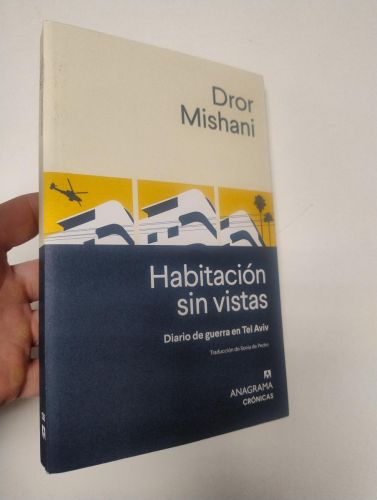 Dror
Mishani
Habitación
sin vistas
Diario de guerra en Tel Aviv
Traducción de Sonia de Pedro
ANAGRAMA
CRÓNICAS